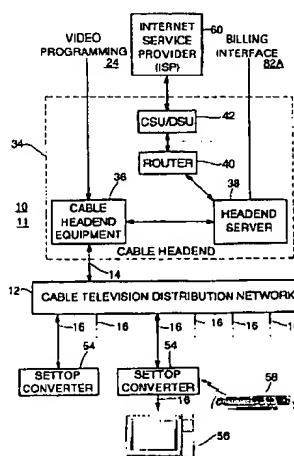 60
INTERNET
SERVICE
PROVIDER
(ISP)
VIDEO
PROGRAMMING
24
BILLING
INTERFACE
82A
34
CSU/DSU
42
ROUTER
40
36
38
10
11
CABLE
HEADEND
EQUIPMENT
HEADEND
SERVER
CABLE HEADEND
14
12
CABLE TELEVISION DISTRIBUTION NETWORK
16
16
16
16
16
16
54
54
SETTOP
CONVERTER
SETTOP
CONVERTER
58
16
56